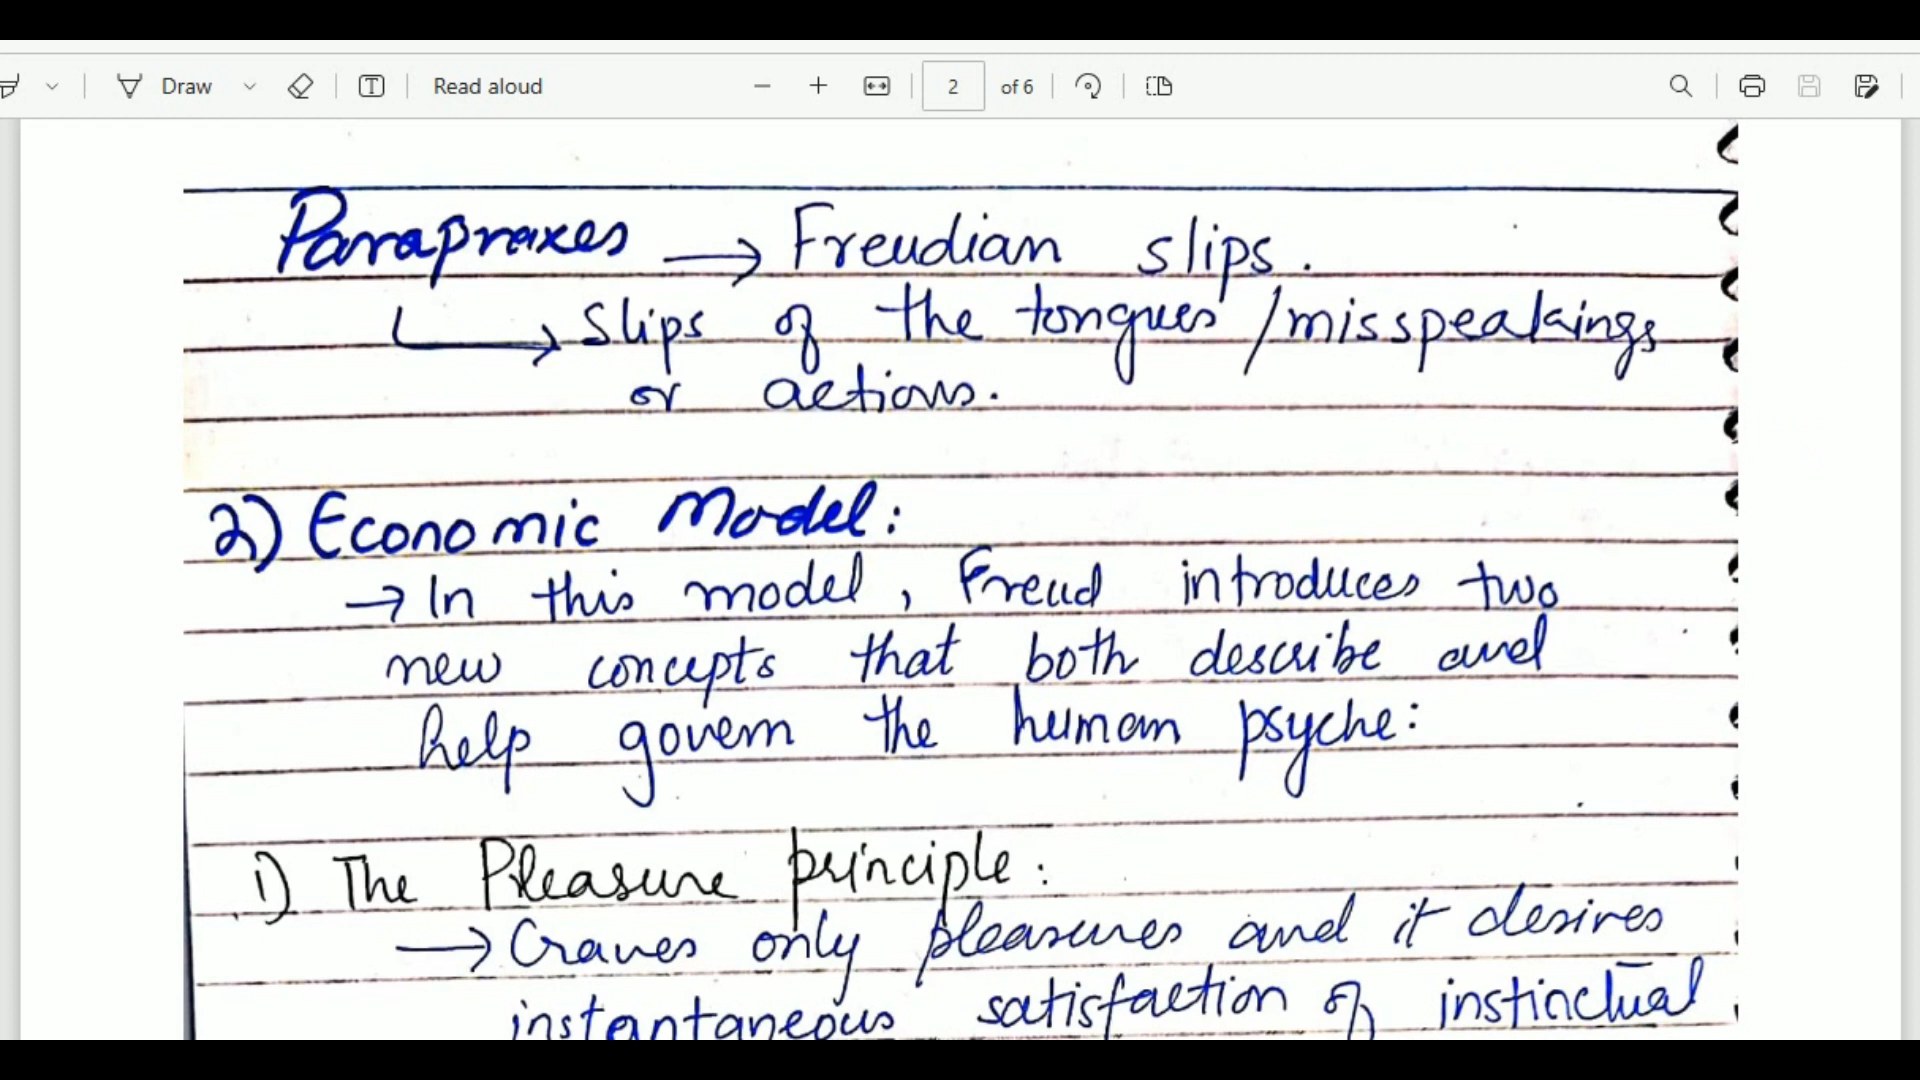 Draw
Read aloud
2 of 6
Parapraxes → Freudian slips.
→ Slips of the tongues / misspeakings
or actions.
2) Economic Model:
→ In this model, Freud introduces two
new concepts that both describe and
help govern the human psyche:
i) The Pleasure principle:
→ Craves only pleasures and it desires
instantaneous satisfaction of instinctual